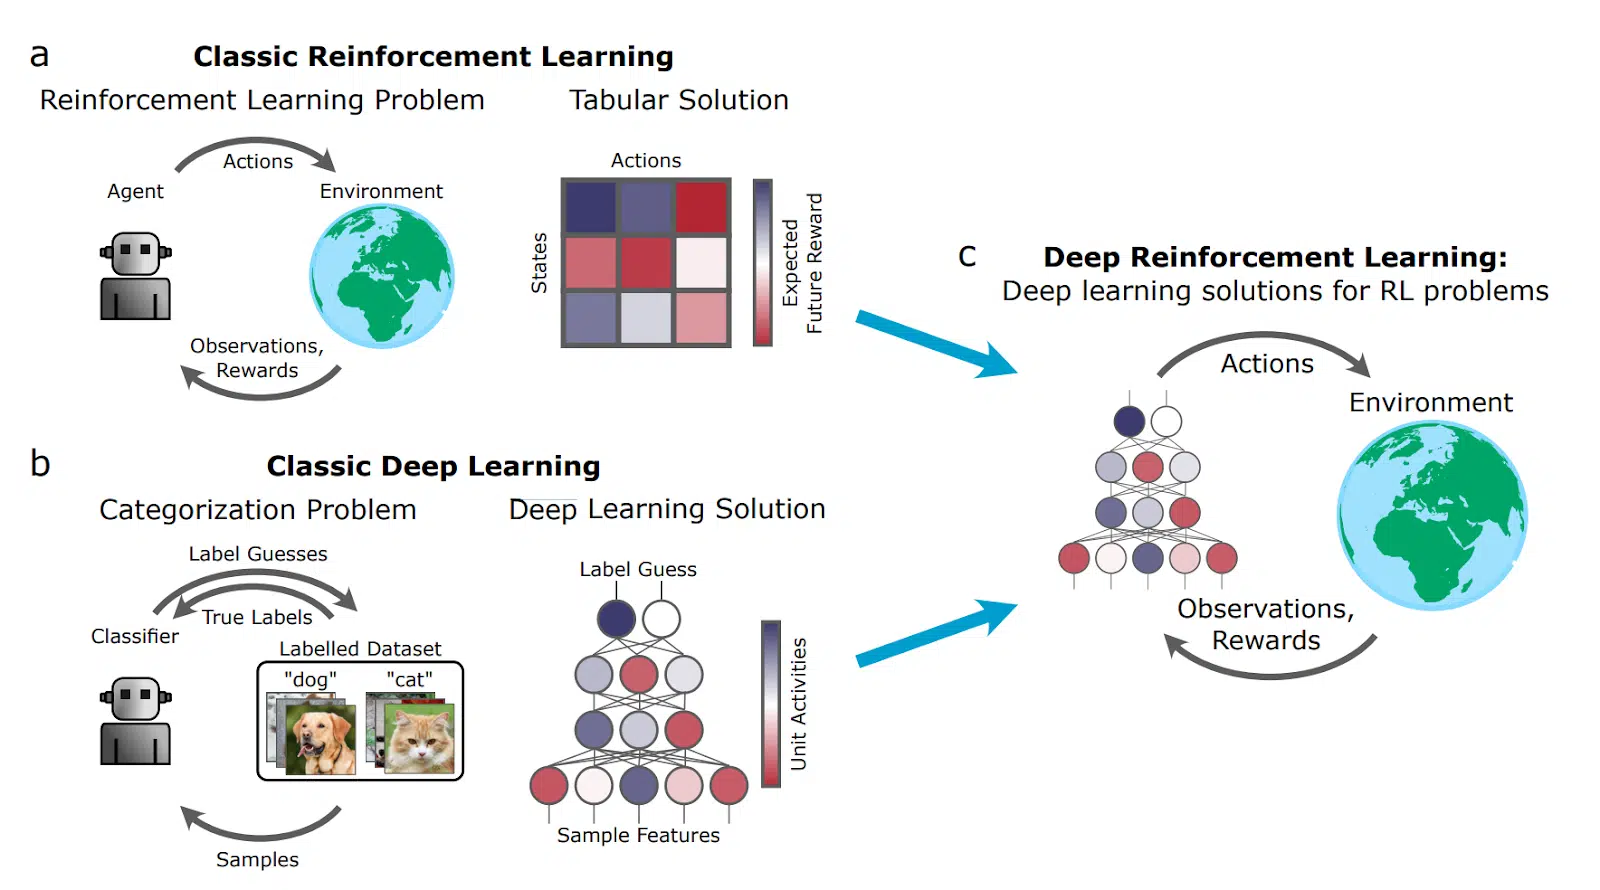 a
Classic Reinforcement Learning
Reinforcement Learning Problem
Tabular Solution
Actions
Agent
Environment
Observations,
Rewards
Actions
States
Expected
Future Reward
b
Classic Deep Learning
Categorization Problem
Deep Learning Solution
Label Guesses
True Labels
Classifier
Labelled Dataset
"dog"
"cat"
Samples
Label Guess
Unit Activities
Sample Features
c
Deep Reinforcement Learning:
Deep learning solutions for RL problems
Actions
Environment
Observations,
Rewards